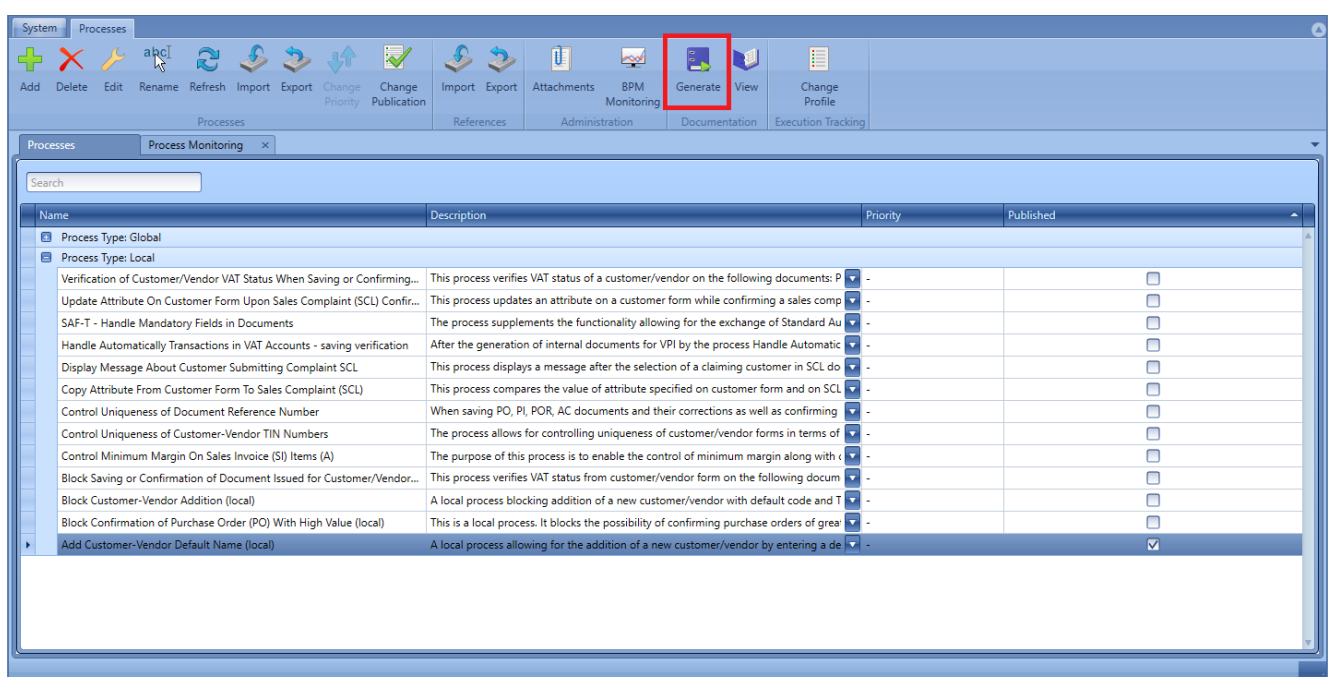 System Processes
abc
Add Delete Edit Rename Refresh Import Export Change Priority Change Publication Import Export Attachments BPM Monitoring Generate View Change Profile
Processes References Administration Documentation Execution Tracking
Processes Process Monitoring ×
Search
Name Description Priority Published
Process Type: Global
Process Type: Local
Verification of Customer/Vendor VAT Status When Saving or Confirming... This process verifies VAT status of a customer/vendor on the following documents: P -
Update Attribute On Customer Form Upon Sales Complaint (SCL) Confir... This process updates an attribute on a customer form while confirming a sales comp -
SAF-T - Handle Mandatory Fields in Documents The process supplements the functionality allowing for the exchange of Standard Au -
Handle Automatically Transactions in VAT Accounts - saving verification After the generation of internal documents for VPI by the process Handle Automatic -
Display Message About Customer Submitting Complaint SCL This process displays a message after the selection of a claiming customer in SCL do -
Copy Attribute From Customer Form To Sales Complaint (SCL) This process compares the value of attribute specified on customer form and on SCL -
Control Uniqueness of Document Reference Number When saving PO, PI, POR, AC documents and their corrections as well as confirming -
Control Uniqueness of Customer-Vendor TIN Numbers The process allows for controlling uniqueness of customer/vendor forms in terms of -
Control Minimum Margin On Sales Invoice (SI) Items (A) The purpose of this process is to enable the control of minimum margin along with -
Block Saving or Confirmation of Document Issued for Customer/Vendor... This process verifies VAT status from customer/vendor form on the following docum -
Block Customer-Vendor Addition (local) A local process blocking addition of a new customer/vendor with default code and T -
Block Confirmation of Purchase Order (PO) With High Value (local) This is a local process. It blocks the possibility of confirming purchase orders of grea -
Add Customer-Vendor Default Name (local) A local process allowing for the addition of a new customer/vendor by entering a de -